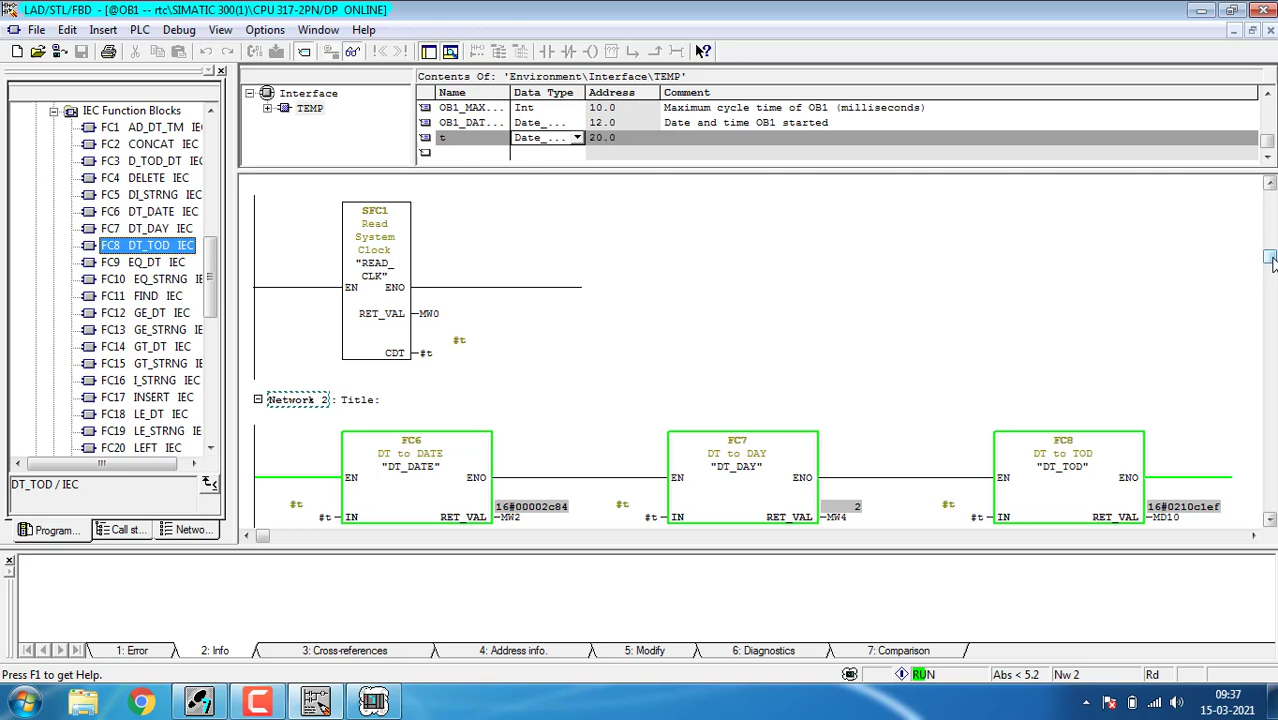 LAD/STL/FBD - [@OB1 -- rtc\SIMATIC 300(1)\CPU 317-2PN/DP ONLINE]
File Edit Insert PLC Debug View Options Window Help
Contents Of: 'Environment\Interface\TEMP'
Interface
TEMP
Name Data Type Address Comment
OB1_MAX... Int 10.0 Maximum cycle time of OB1 (milliseconds)
OB1_DAT... Date_... 12.0 Date and time OB1 started
t Date_... 20.0
IEC Function Blocks
FC1 AD_DT_TM IE
FC2 CONCAT IEC
FC3 D_TOD_DT IE
FC4 DELETE IEC
FC5 DI_STRNG IE
FC6 DT_DATE IE
FC7 DT_DAY IEC
FC8 DT_TOD IEC
FC9 EQ_DT IEC
FC10 EQ_STRNG IE
FC11 FIND IEC
FC12 GE_DT IEC
FC13 GE_STRNG IE
FC14 GT_DT IEC
FC15 GT_STRNG IE
FC16 I_STRNG IEC
FC17 INSERT IEC
FC18 LE_DT IEC
FC19 LE_STRNG IE
FC20 LEFT IEC
DT_TOD / IEC
Program... Call st... Netwo...
SFC1
Read
System
Clock
"READ_
CLK"
EN ENO
RET_VAL MW0
#t
CDT #t
Network 2 : Title:
FC6
DT to DATE
"DT_DATE"
EN ENO
#t 16#00002c84
#t IN RET_VAL MW2
FC7
DT to DAY
"DT_DAY"
EN ENO
#t 2
#t IN RET_VAL MW4
FC8
DT to TOD
"DT_TOD"
EN ENO
#t 16#0210c1ef
#t IN RET_VAL MD10
1: Error 2: Info 3: Cross-references 4: Address info. 5: Modify 6: Diagnostics 7: Comparison
Press F1 to get Help. RUN Abs < 5.2 Nw 2 Rd
09:37
15-03-2021